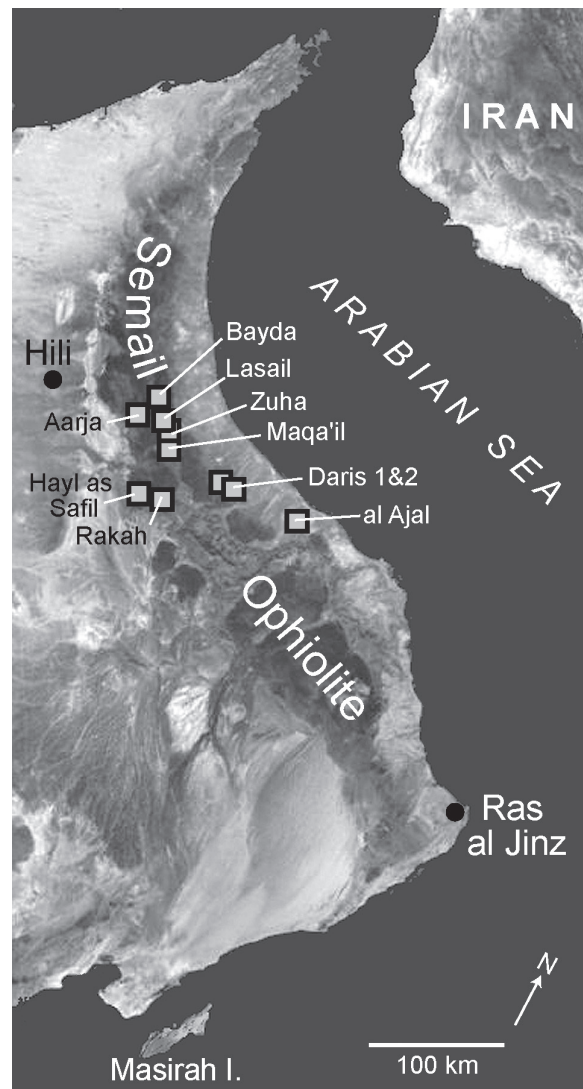 IRAN
Semail
ARABIAN SEA
Bayda
Hili
Lasail
Zuha
Aarja
Maqa'il
Hayl as
Safil
Daris 1&2
Rakah
al Ajal
Ophiolite
Ras
al Jinz
N
100 km
Masirah I.